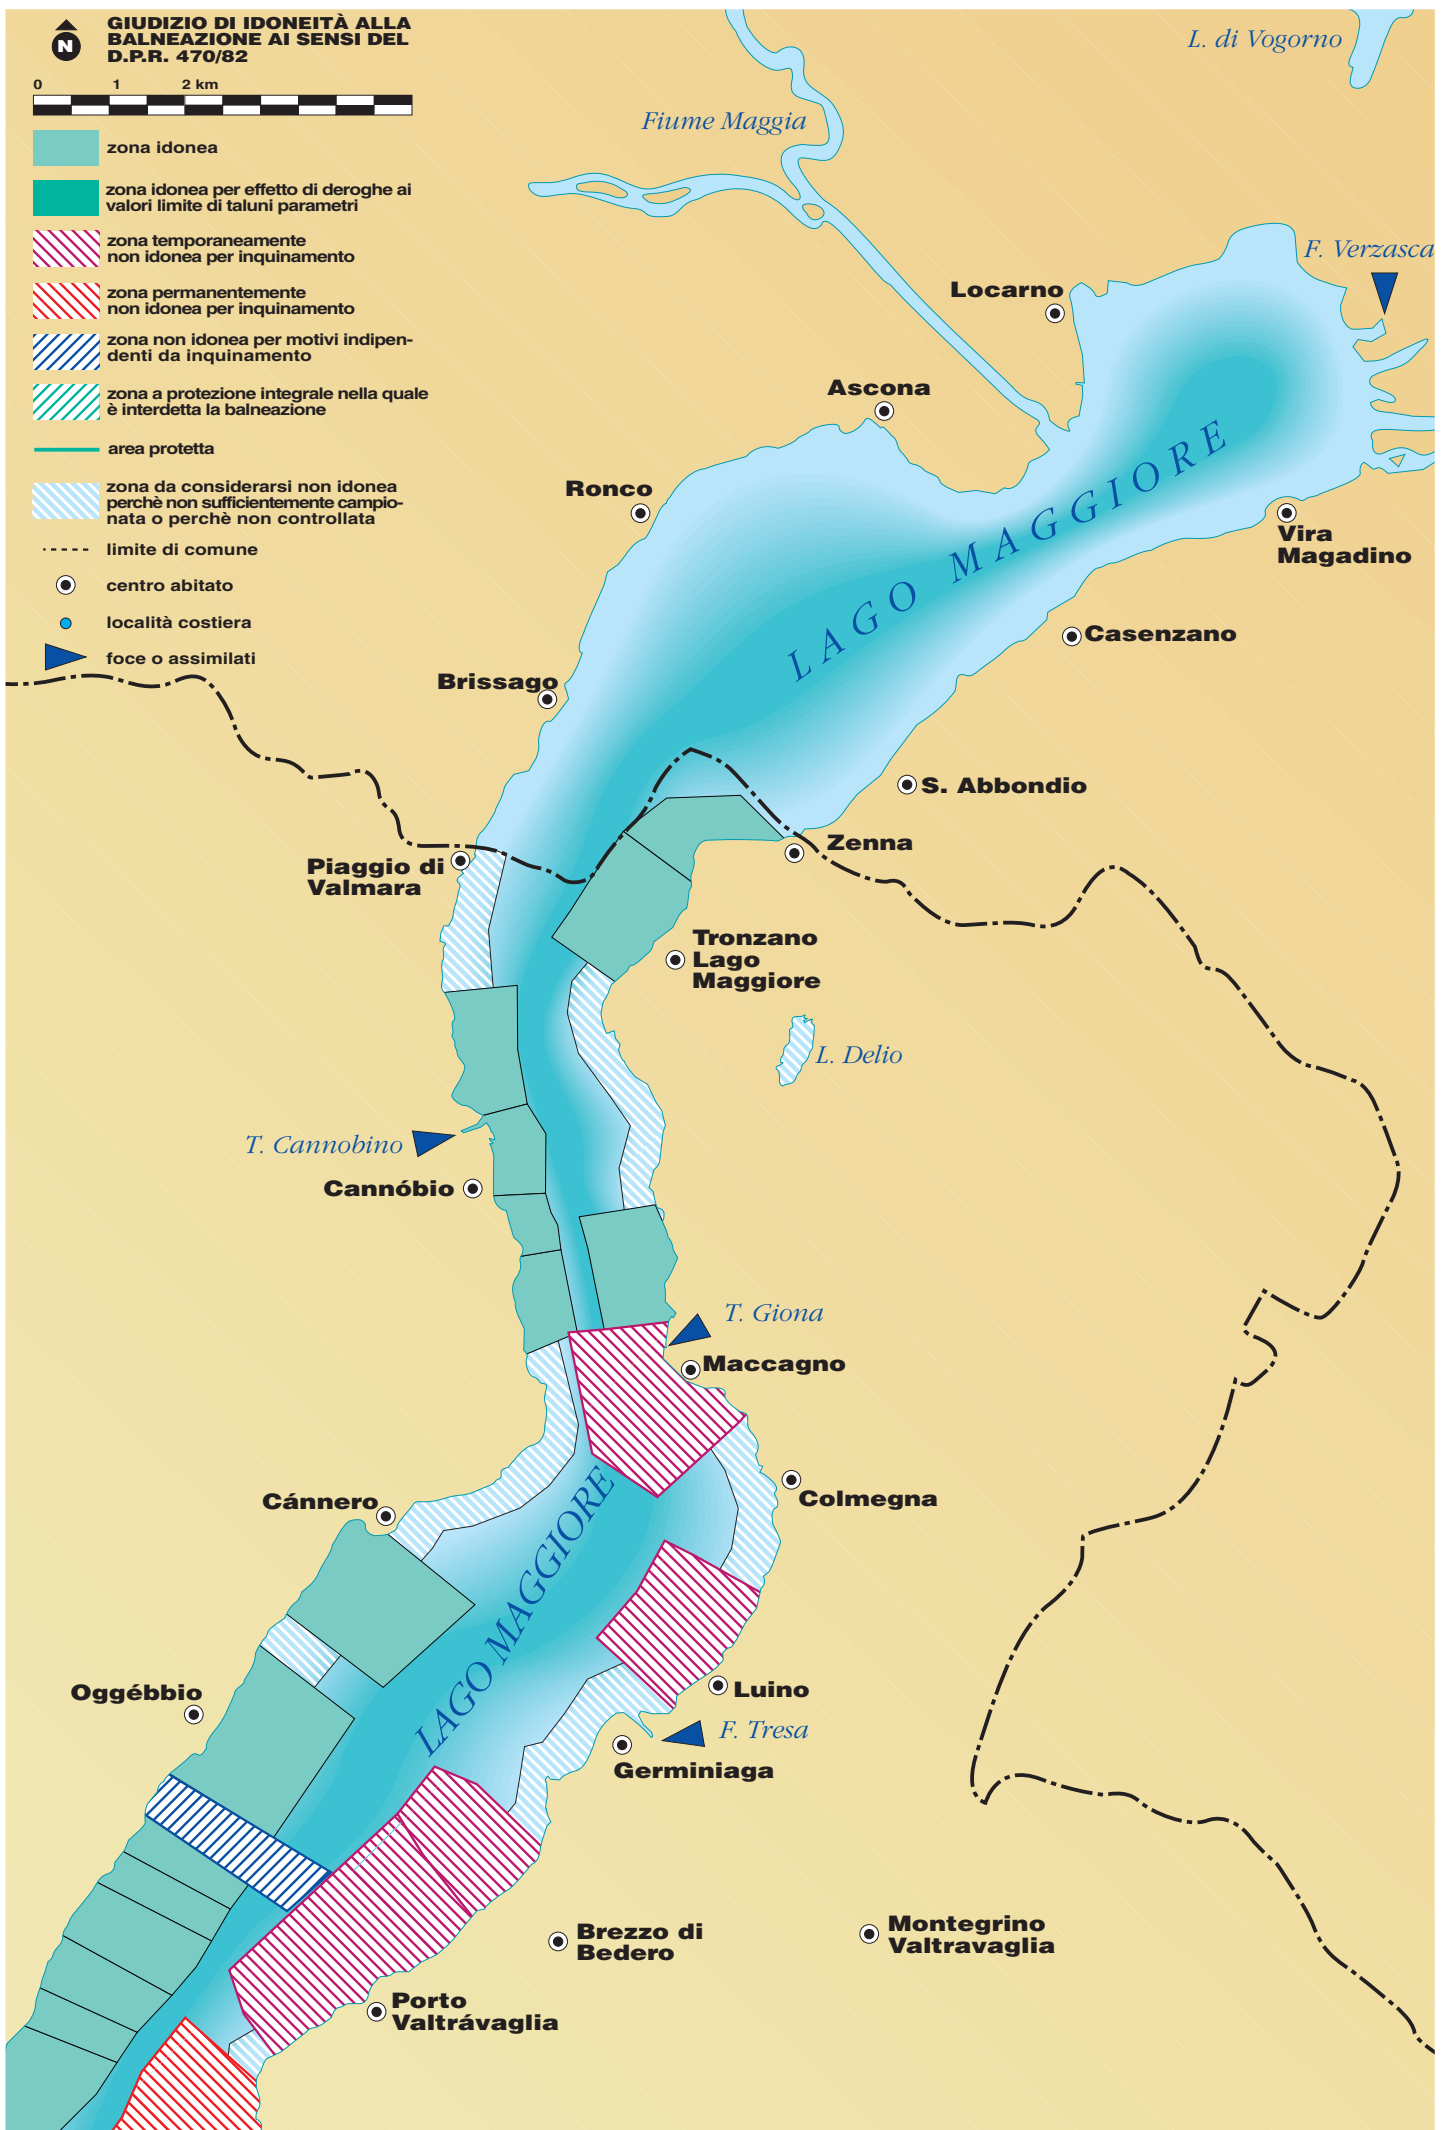 GIUDIZIO DI IDONEITÀ ALLA
BALNEAZIONE AI SENSI DEL
D.P.R. 470/82
N
0 1 2 km
zona idonea
zona idonea per effetto di deroghe ai
valori limite di taluni parametri
zona temporaneamente
non idonea per inquinamento
zona permanentemente
non idonea per inquinamento
zona non idonea per motivi indipen-
denti da inquinamento
zona a protezione integrale nella quale
è interdetta la balneazione
area protetta
zona da considerarsi non idonea
perchè non sufficientemente campio-
nata o perchè non controllata
limite di comune
centro abitato
località costiera
foce o assimilati
L. di Vogorno
Fiume Maggia
F. Verzasca
Locarno
Ascona
Ronco
LAGO MAGGIORE
Vira
Magadino
Casenzano
Brissago
S. Abbondio
Zenna
Piaggio di
Valmara
Tronzano
Lago
Maggiore
L. Delio
T. Cannobino
Cannóbio
T. Giona
Maccagno
Colmegna
Cánnero
LAGO MAGGIORE
Oggébbio
Luino
F. Tresa
Germiniaga
Brezzo di
Bedero
Montegrino
Valtravaglia
Porto
Valtrávaglia